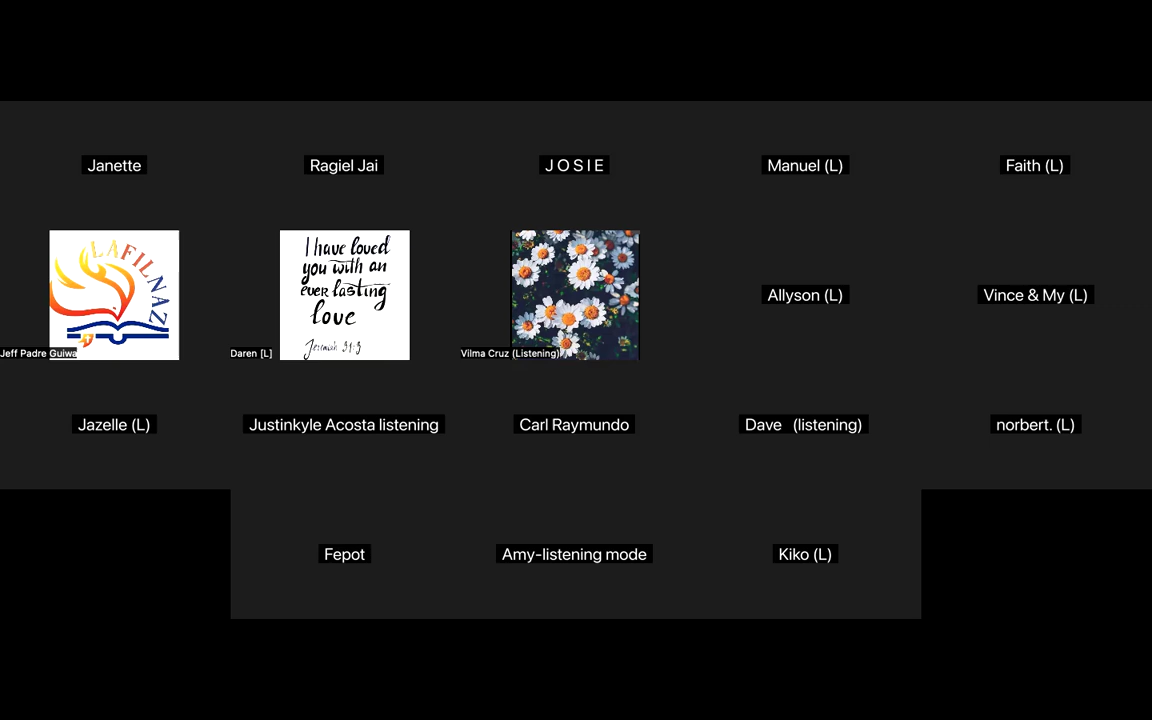 Janette
Ragiel Jai
J O S I E
Manuel (L)
Faith (L)
LAFILNAZ
Jeff Padre Guiwa
I have loved
you with an
ever lasting
love
Jeremiah 31:3
Daren [L]
Vilma Cruz (Listening)
Allyson (L)
Vince & My (L)
Jazelle (L)
Justinkyle Acosta listening
Carl Raymundo
Dave (listening)
norbert. (L)
Fepot
Amy-listening mode
Kiko (L)